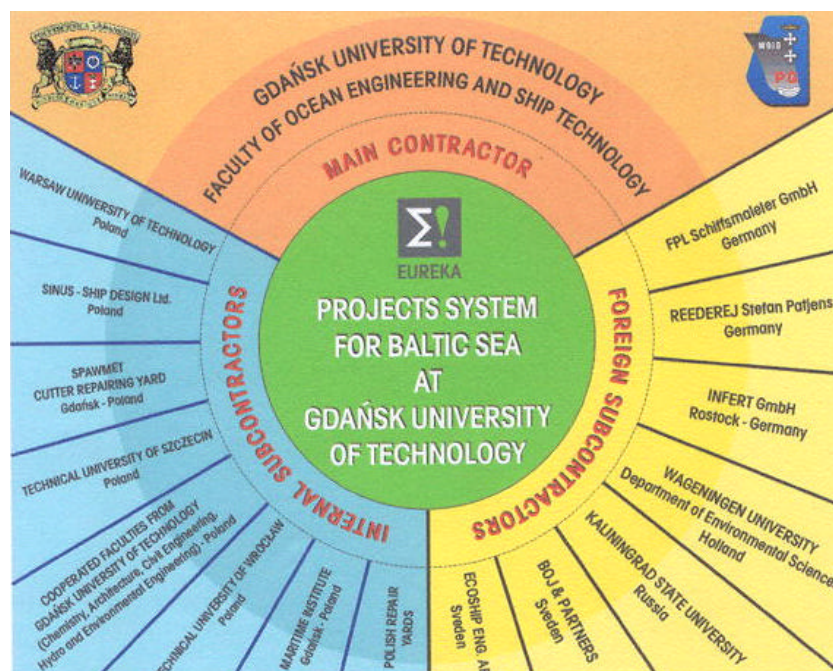 GDAŃSK UNIVERSITY OF TECHNOLOGY
FACULTY OF OCEAN ENGINEERING AND SHIP TECHNOLOGY
MAIN CONTRACTOR
WOIO
PG
Σ!
EUREKA
PROJECTS SYSTEM
FOR BALTIC SEA
AT
GDAŃSK UNIVERSITY
OF TECHNOLOGY
INTERNAL SUBCONTRACTORS
WARSAW UNIWERSITY OF TECHNOLOGY
Poland
SINUS - SHIP DESIGN Ltd.
Poland
SPAWMET
CUTTER REPAIRING YARD
Gdańsk - Poland
TECHNICAL UNIVERSITY OF SZCZECIN
Poland
COOPERATED FACULTIES FROM
GDAŃSK UNIVERSITY OF TECHNOLOGY
(Chemistry, Architecture, Civil Engineering,
Hydro and Environmental Engineering) - Poland
TECHNICAL UNIVERSITY OF WROCŁAW
Poland
MARITIME INSTITUTE
Gdańsk - Poland
POLISH REPAIR
YARDS
FOREIGN SUBCONTRACTORS
FPL Schiffsmaleler GmbH
Germany
REEDEREJ Stefan Patjens
Germany
INFERT GmbH
Rostock - Germany
WAGENINGEN UNIVERSITY
Department of Environmental Science
Holland
KALININGRAD STATE UNIVERSITY
Russia
BOJ & PARTNERS
Sveden
ECOSHIP ENG. A
Sveden